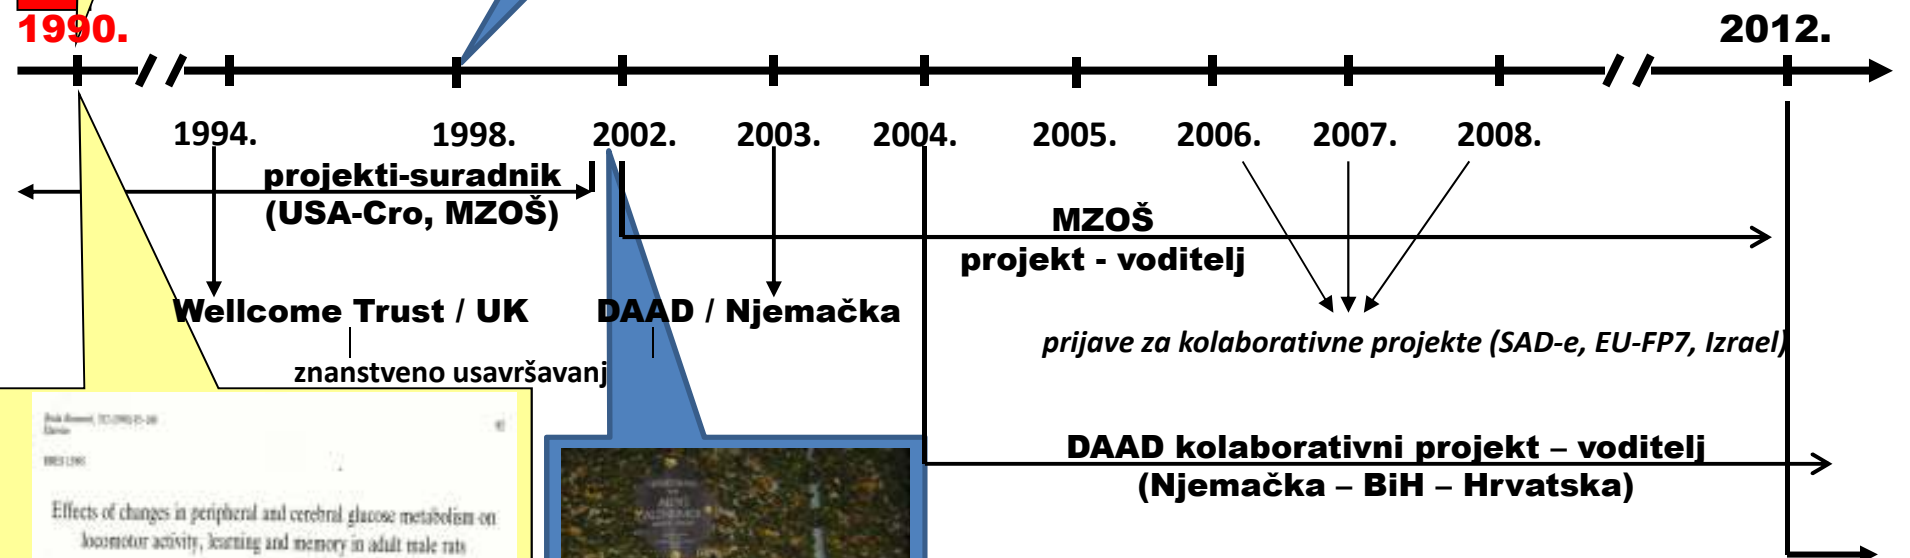 1990.
2012.
1994.
1998.
2002.
2003.
2004.
2005.
2006.
2007.
2008.
projekti-suradnik
(USA-Cro, MZOŠ)
MZOŠ
projekt - voditelj
Wellcome Trust / UK
DAAD / Njemačka
prijave za kolaborativne projekte (SAD-e, EU-FP7, Izrael)
znanstveno usavršavanj
DAAD kolaborativni projekt – voditelj
(Njemačka – BiH – Hrvatska)
Effects of changes in peripheral and cerebral glucose metabolism on
locomotor activity, learning and memory in adult male rats